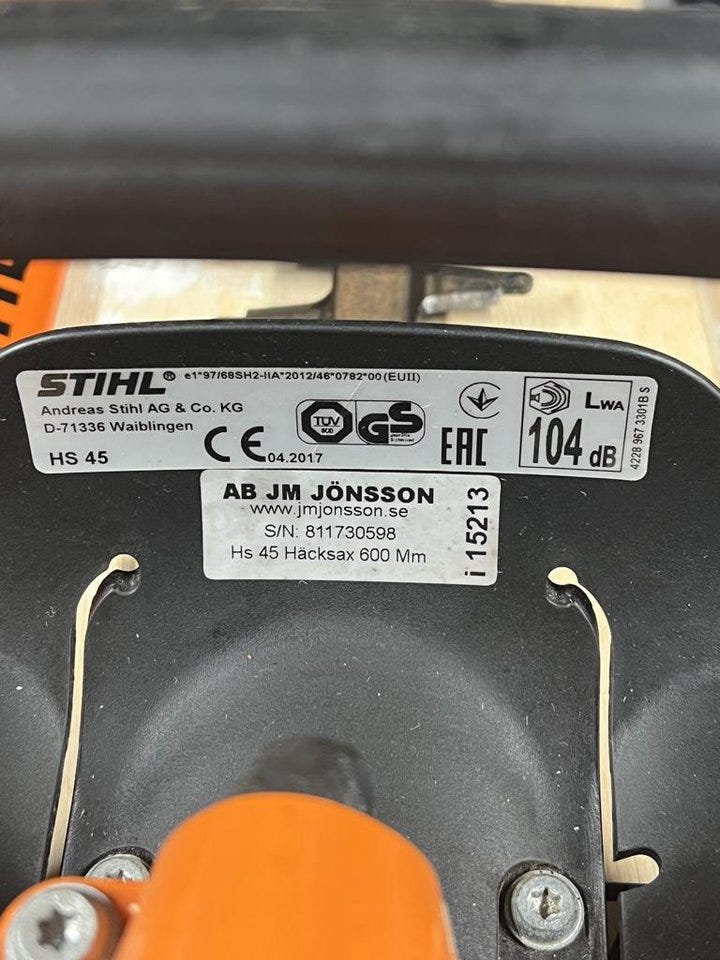 STIHL® e1*97/68SH2-IIA*2012/46*0782*00 (EUII)
Andreas Stihl AG & Co. KG
D-71336 Waiblingen
HS 45
CE 04.2017
TÜV
SÜD
GS
EAC
LWA
104 dB
4228 967 3301 B S
AB JM JÖNSSON
www.jmjonsson.se
S/N: 811730598
Hs 45 Häcksax 600 Mm
i 15213